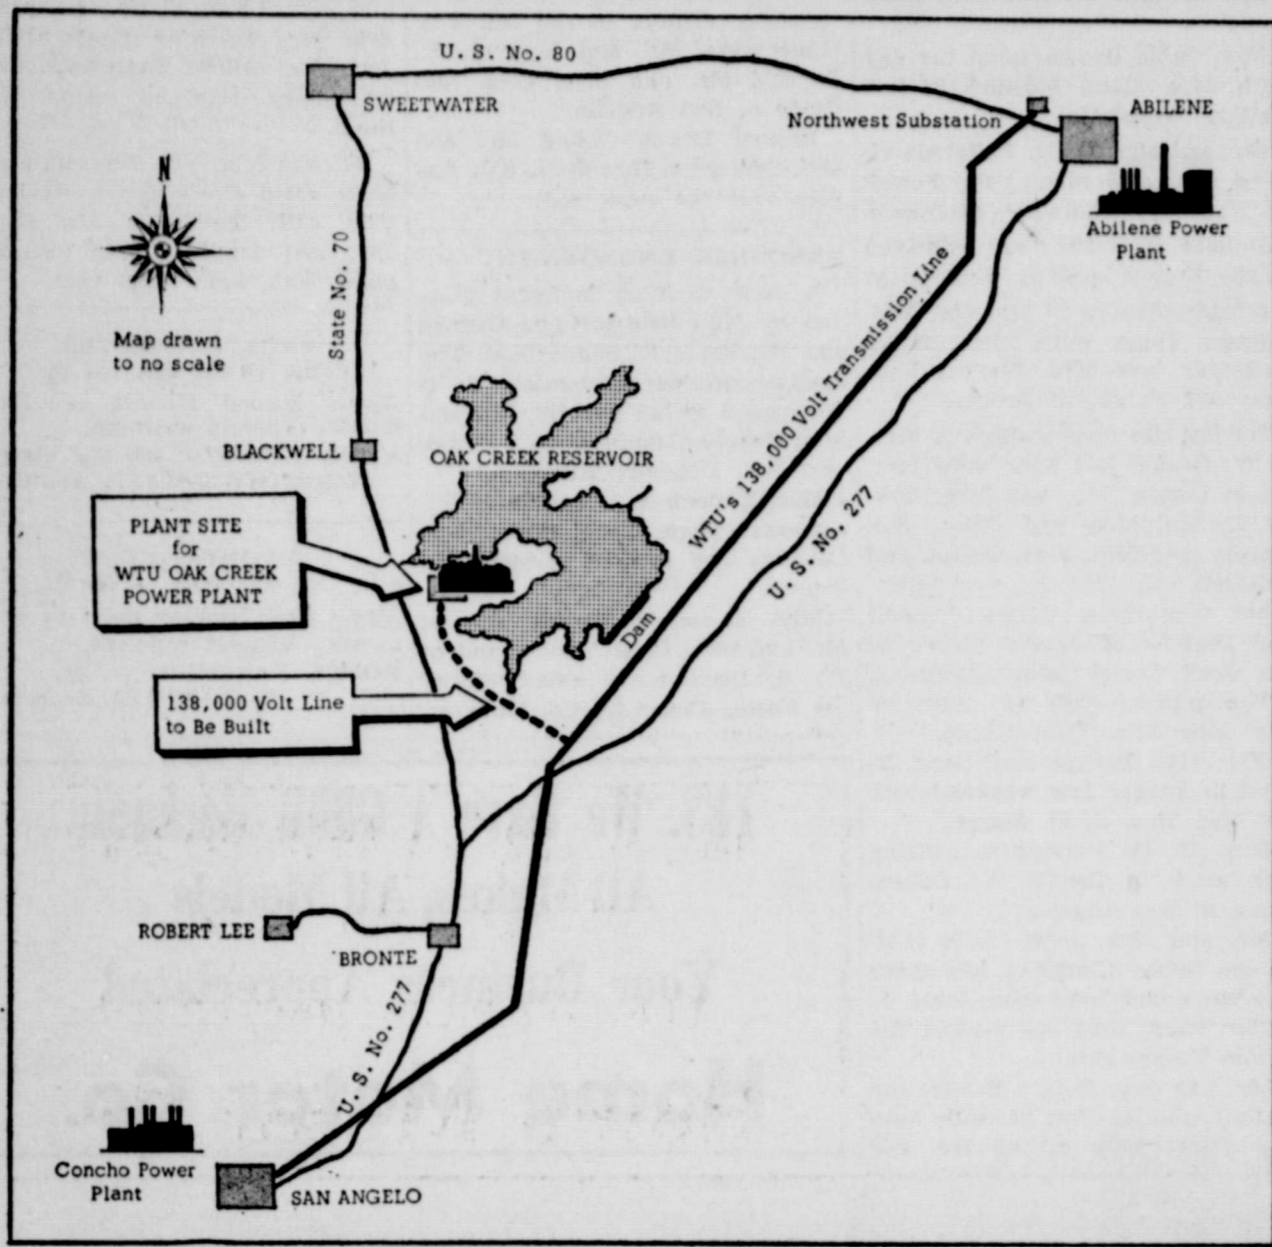 U. S. No. 80
SWEETWATER
Northwest Substation
ABILENE
N
Abilene Power
Plant
State No. 70
Map drawn
to no scale
WTU's 138,000 Volt Transmission Line
BLACKWELL
OAK CREEK RESERVOIR
U. S. No. 277
PLANT SITE
for
WTU OAK CREEK
POWER PLANT
Dam
138,000 Volt Line
to Be Built
ROBERT LEE
BRONTE
U. S. No. 277
Concho Power
Plant
SAN ANGELO